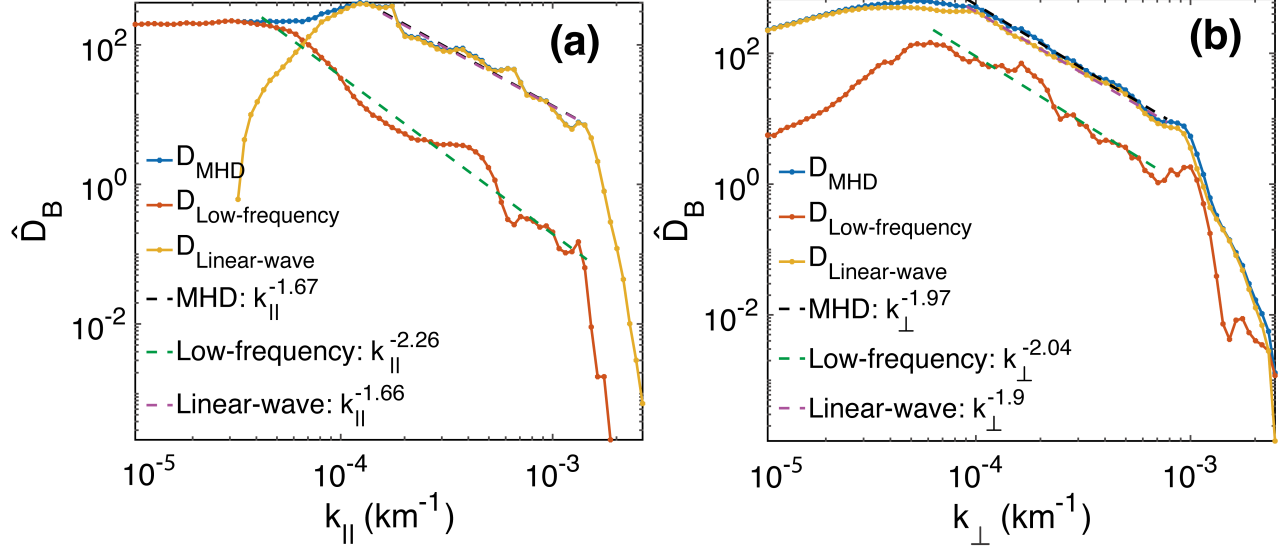 (a)
10^2
10^0
10^-2
D̂_B
D_MHD
D_Low-frequency
D_Linear-wave
MHD: k_||^-1.67
Low-frequency: k_||^-2.26
Linear-wave: k_||^-1.66
10^-5 10^-4 10^-3
k_|| (km^-1)
(b)
10^2
10^0
10^-2
D̂_B
D_MHD
D_Low-frequency
D_Linear-wave
MHD: k_⊥^-1.97
Low-frequency: k_⊥^-2.04
Linear-wave: k_⊥^-1.9
10^-5 10^-4 10^-3
k_⊥ (km^-1)